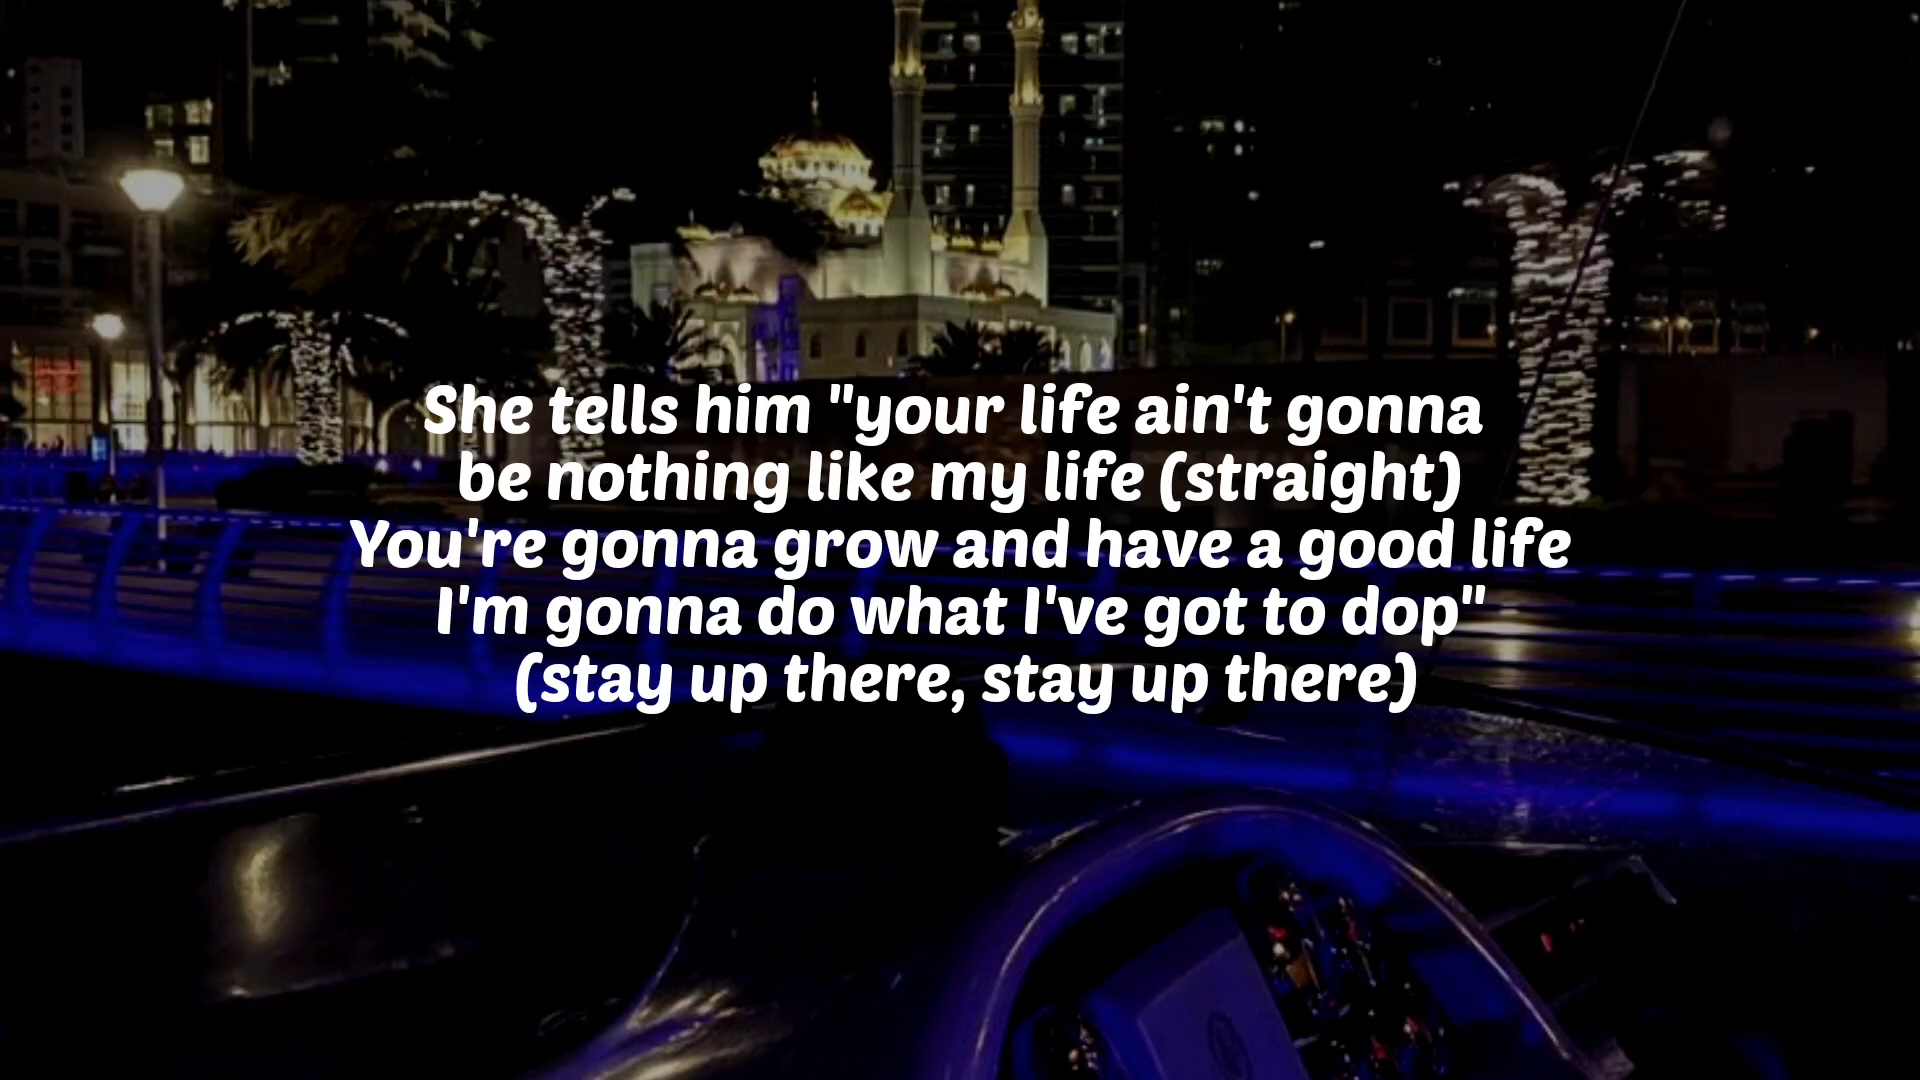 She tells him "your life ain't gonna
be nothing like my life (straight)
You're gonna grow and have a good life
I'm gonna do what I've got to dop"
(stay up there, stay up there)